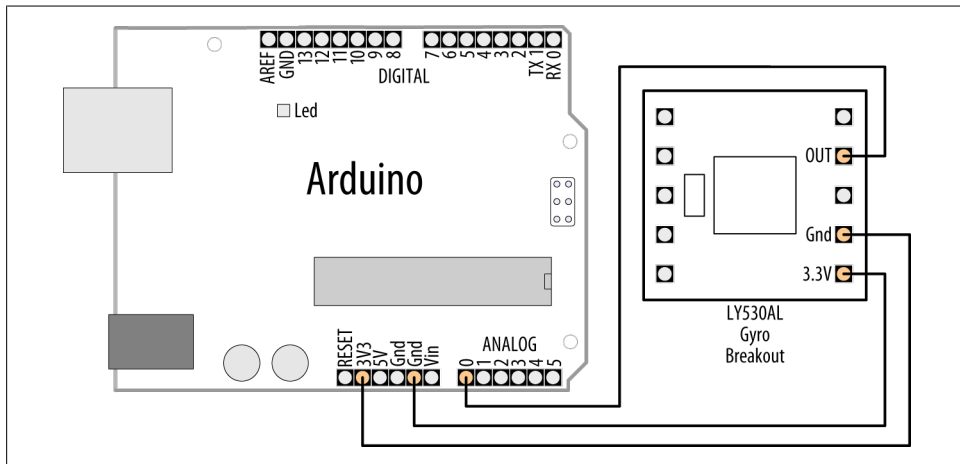 AREF
GND
13
12
11
10
9
8
7
6
5
4
3
2
TX 1
RX 0
DIGITAL
Led
Arduino
RESET
3V3
5V
Gnd
Gnd
Vin
ANALOG
0
1
2
3
4
5
OUT
Gnd
3.3V
LY530AL
Gyro
Breakout